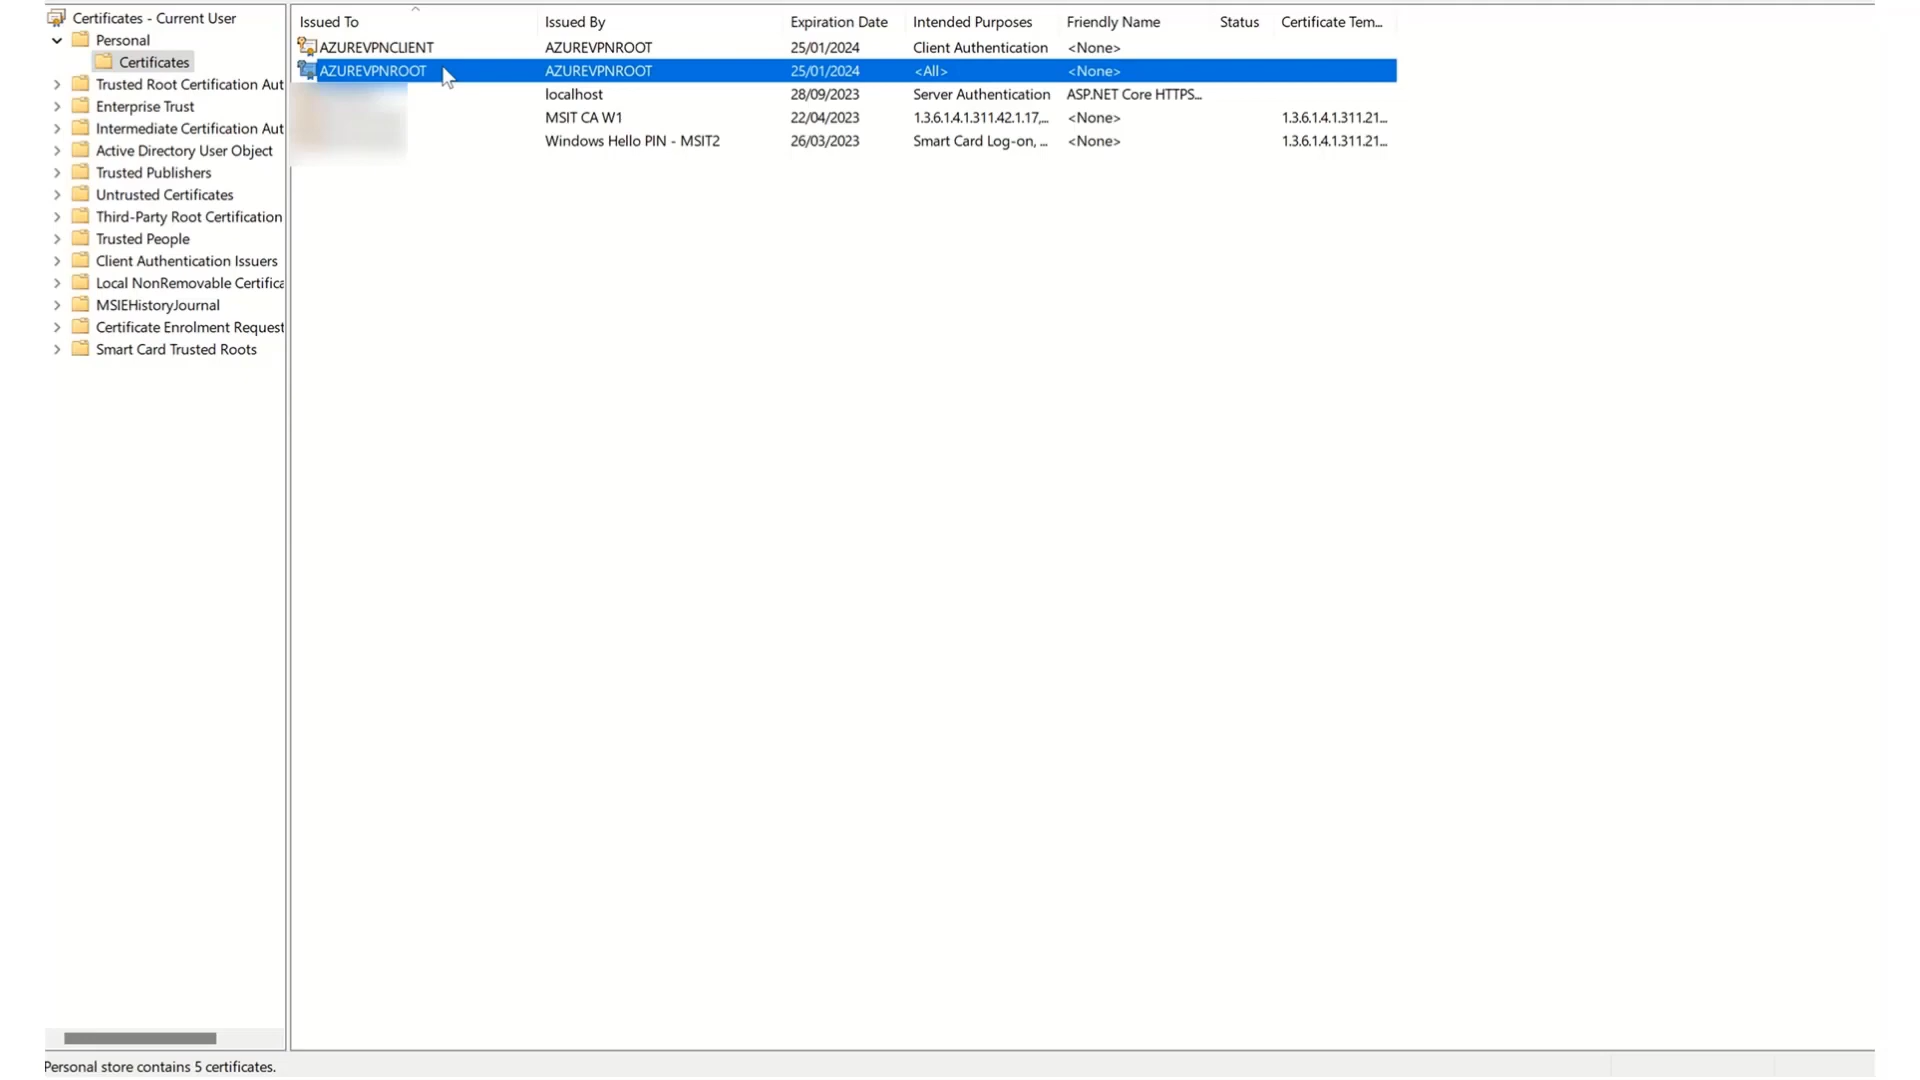 Certificates - Current User
Personal
Certificates
Trusted Root Certification Aut
Enterprise Trust
Intermediate Certification Aut
Active Directory User Object
Trusted Publishers
Untrusted Certificates
Third-Party Root Certification
Trusted People
Client Authentication Issuers
Local NonRemovable Certifica
MSIEHistoryJournal
Certificate Enrolment Request
Smart Card Trusted Roots
Issued To Issued By Expiration Date Intended Purposes Friendly Name Status Certificate Tem...
AZUREVPNCLIENT AZUREVPNROOT 25/01/2024 Client Authentication <None>
AZUREVPNROOT AZUREVPNROOT 25/01/2024 <All> <None>
localhost 28/09/2023 Server Authentication ASP.NET Core HTTPS...
MSIT CA W1 22/04/2023 1.3.6.1.4.1.311.42.1.17,... <None> 1.3.6.1.4.1.311.21...
Windows Hello PIN - MSIT2 26/03/2023 Smart Card Log-on, ... <None> 1.3.6.1.4.1.311.21...
Personal store contains 5 certificates.